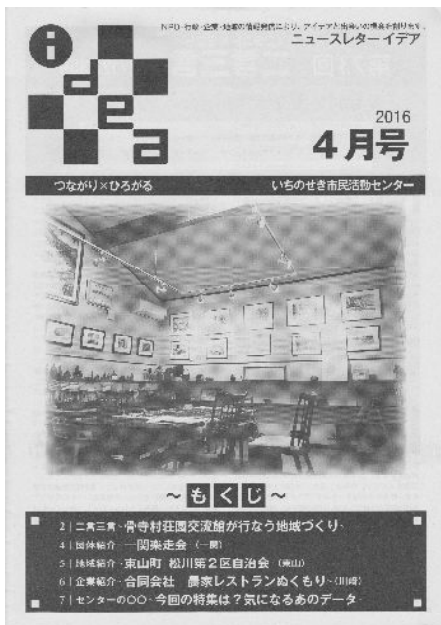 NPO・行政・企業・地域の情報発信により、アイデアと出会いの機会を創ります。
ニュースレター イデア
idea
2016
4月号
つながり×ひろがる
いちのせき市民活動センター
～もくじ～
2｜二言三言 - 骨寺村荘園交流館が行なう地域づくり -
4｜団体紹介 - 一関楽走会（一関）
5｜地域紹介 - 東山町 松川第2区自治会（東山）
6｜企業紹介 - 合同会社 農家レストランぬくもり -（川崎）
7｜センターの〇〇 - 今回の特集は？気になるあのデータ -